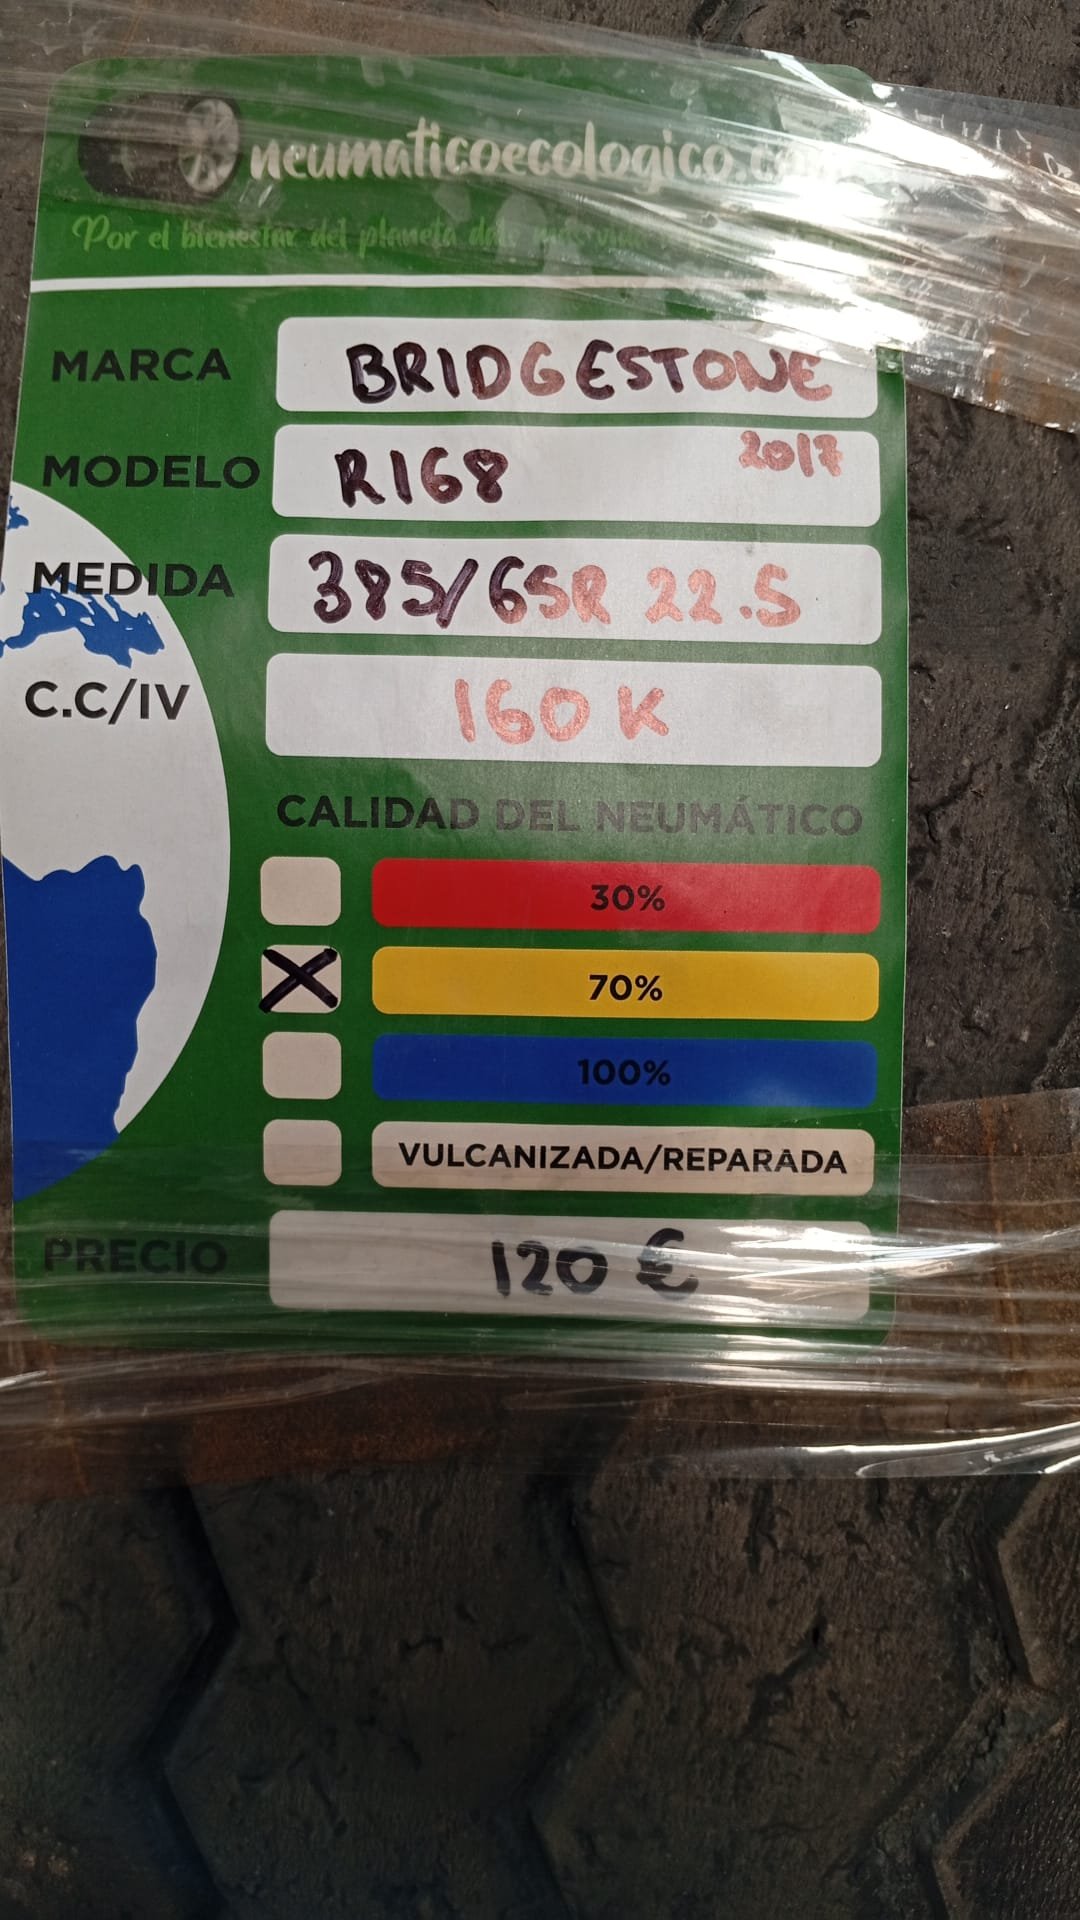 neumaticoecologico.com
Por el bienestar del planeta
MARCA BRIDGESTONE
MODELO R168 2017
MEDIDA 385/65R 22.5
C.C/IV 160 K
CALIDAD DEL NEUMÁTICO
30%
X 70%
100%
VULCANIZADA/REPARADA
PRECIO 120 €